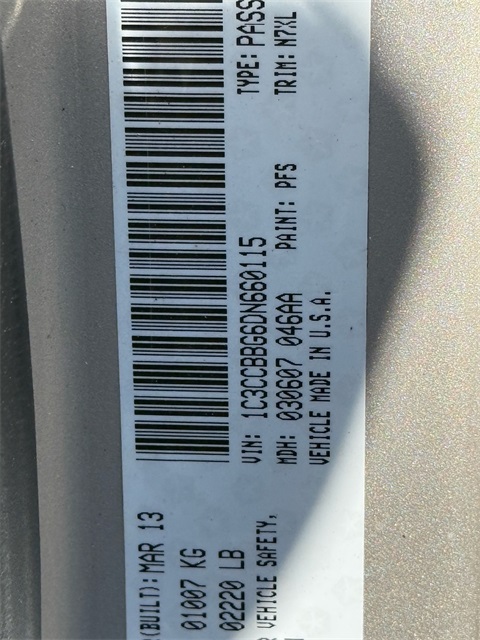 (BUILT): MAR 13
01007 KG
02220 LB
VEHICLE SAFETY,
VIN: 1C3CCBBG6DN660115
TYPE: PASS
MDH: 030607 046AA
PAINT: PFS
TRIM: N7XL
VEHICLE MADE IN U.S.A.